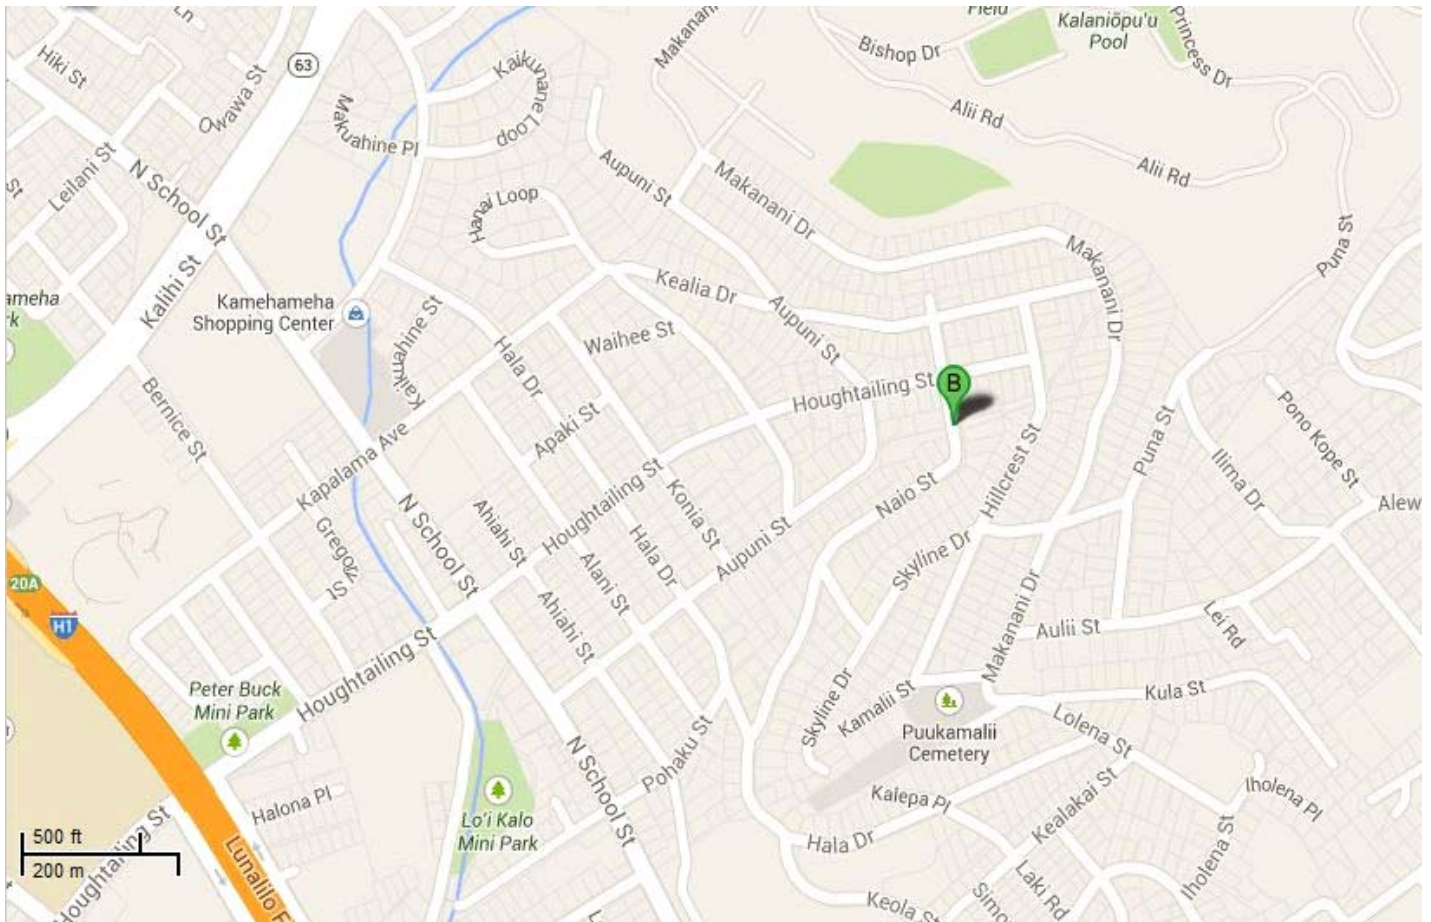 Ln
Makanani
Field
Kalaniōpu'u
Pool
Princess Dr
Hiki St
63
Owawa St
Kaikunane Loop
Bishop Dr
Makuahine Pl
Alii Rd
St
Leilani St
N School St
Aupuni St
Makanani Dr
Alii Rd
Hanai Loop
Puna St
Makanani Dr
Kalihi St
Kealia Dr
ameha
rk
Kamehameha
Shopping Center
Aupuni St
Kaikuahine St
Waihee St
Hala Dr
Houghtailing St
B
Bernice St
Pono Kope St
Apaki St
Kapalama Ave
Puna St
Ilima Dr
Hillcrest St
Houghtailing St
Konia St
Naio St
N School St
Ahiahi St
Alew
Gregory St
Hala Dr
Aupuni St
Skyline Dr
Alani St
20A
H1
Ahiahi St
Makanani Dr
Aulii St
Lei Rd
Houghtailing St
Peter Buck
Mini Park
Skyline Dr
Kamalii St
Kula St
Puukamalii
Cemetery
Lolena St
N School St
Pohaku St
Halona Pl
Kalepa Pl
Kealakai St
Iholena Pl
Lo'i Kalo
Mini Park
Hala Dr
500 ft
200 m
Houghtailing St
Lunalilo F
Iholena St
Laki Rd
Keola St
Simo
L